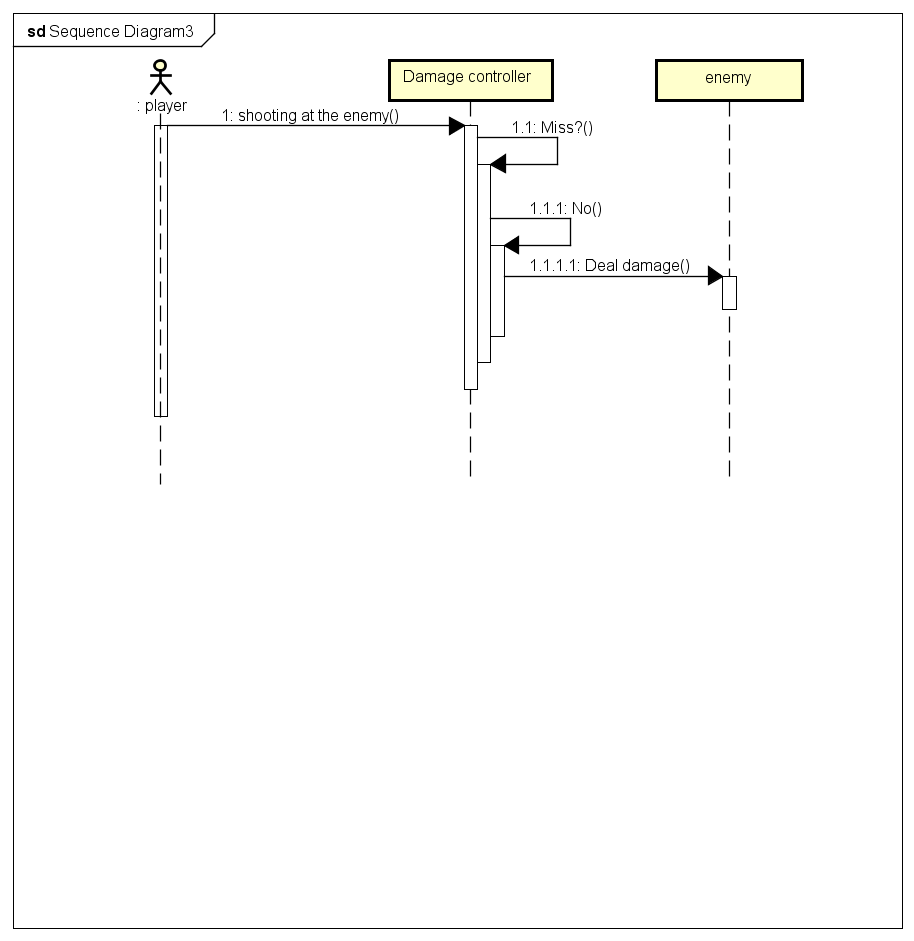 sd Sequence Diagram3
: player
Damage controller
enemy
1: shooting at the enemy()
1.1: Miss?()
1.1.1: No()
1.1.1.1: Deal damage()